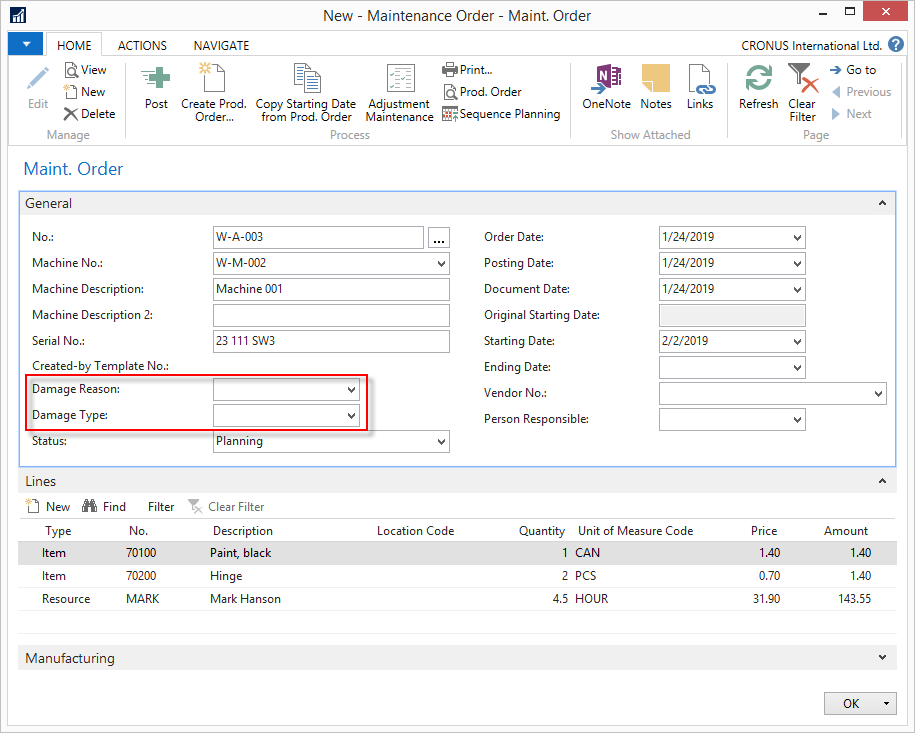 New - Maintenance Order - Maint. Order
HOME ACTIONS NAVIGATE CRONUS International Ltd. ?
Edit
View
New
Delete
Manage
Post
Create Prod. Order...
Copy Starting Date from Prod. Order
Adjustment Maintenance
Print...
Prod. Order
Sequence Planning
Process
OneNote
Notes
Links
Show Attached
Refresh
Clear Filter
Go to
Previous
Next
Page
Maint. Order
General
No.: W-A-003 ...
Machine No.: W-M-002
Machine Description: Machine 001
Machine Description 2:
Serial No.: 23 111 SW3
Created-by Template No.:
Damage Reason:
Damage Type:
Status: Planning
Order Date: 1/24/2019
Posting Date: 1/24/2019
Document Date: 1/24/2019
Original Starting Date:
Starting Date: 2/2/2019
Ending Date:
Vendor No.:
Person Responsible:
Lines
New Find Filter Clear Filter
Type No. Description Location Code Quantity Unit of Measure Code Price Amount
Item 70100 Paint, black 1 CAN 1.40 1.40
Item 70200 Hinge 2 PCS 0.70 1.40
Resource MARK Mark Hanson 4.5 HOUR 31.90 143.55
Manufacturing
OK